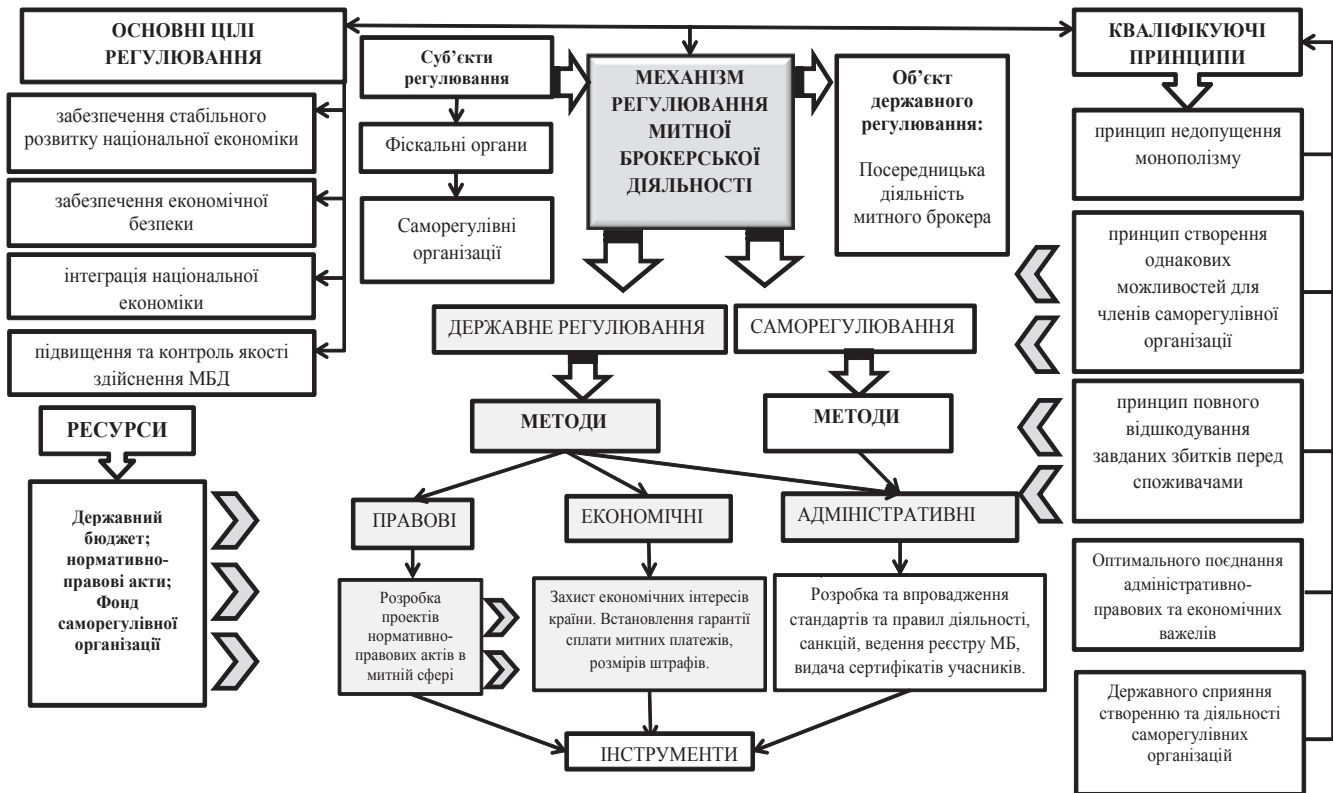 ОСНОВНІ ЦІЛІ
РЕГУЛЮВАННЯ
забезпечення стабільного
розвитку національної економіки
забезпечення економічної
безпеки
інтеграція національної
економіки
підвищення та контроль якості
здійснення МБД
РЕСУРСИ
Державний
бюджет;
нормативно-
правові акти;
Фонд
саморегулівної
організації
Суб’єкти
регулювання
Фіскальні органи
Саморегулівні
організації
МЕХАНІЗМ
РЕГУЛЮВАННЯ
МИТНОЇ
БРОКЕРСЬКОЇ
ДІЯЛЬНОСТІ
Об’єкт
державного
регулювання:
Посередницька
діяльність
митного брокера
ДЕРЖАВНЕ РЕГУЛЮВАННЯ
САМОРЕГУЛЮВАННЯ
МЕТОДИ
МЕТОДИ
ПРАВОВІ
ЕКОНОМІЧНІ
АДМІНІСТРАТИВНІ
Розробка
проектів
нормативно-
правових актів в
митній сфері
Захист економічних інтересів
країни. Встановлення гарантії
сплати митних платежів,
розмірів штрафів.
Розробка та впровадження
стандартів та правил діяльності,
санкцій, ведення реєстру МБ,
видача сертифікатів учасників.
ІНСТРУМЕНТИ
КВАЛІФІКУЮЧІ
ПРИНЦИПИ
принцип недопущення
монополізму
принцип створення
однакових
можливостей для
членів саморегулівної
організації
принцип повного
відшкодування
завданих збитків перед
споживачами
Оптимального поєднання
адміністративно-
правових та економічних
важелів
Державного сприяння
створенню та діяльності
саморегулівних
організацій